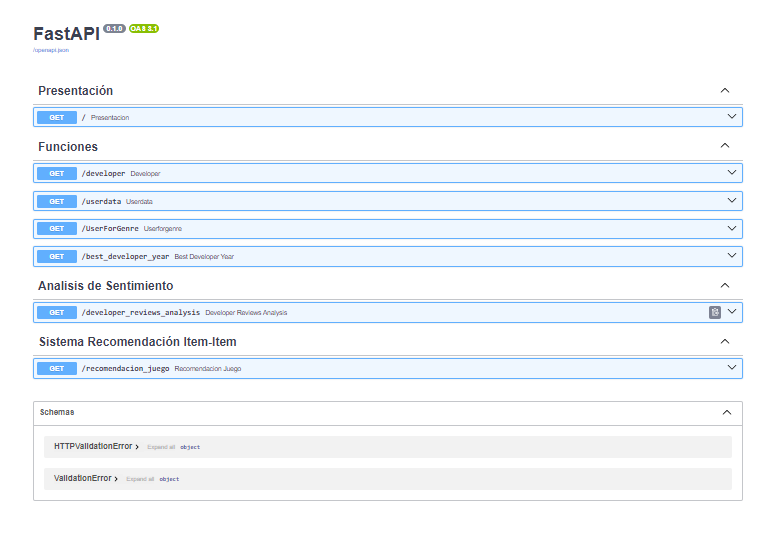 FastAPI 0.1.0 OAS 3.1
/openapi.json
Presentación
GET / Presentacion
Funciones
GET /developer Developer
GET /userdata Userdata
GET /UserForGenre Userforgenre
GET /best_developer_year Best Developer Year
Analisis de Sentimiento
GET /developer_reviews_analysis Developer Reviews Analysis
Sistema Recomendación Item-Item
GET /recomendacion_juego Recomendacion Juego
Schemas
HTTPValidationError Expand all object
ValidationError Expand all object